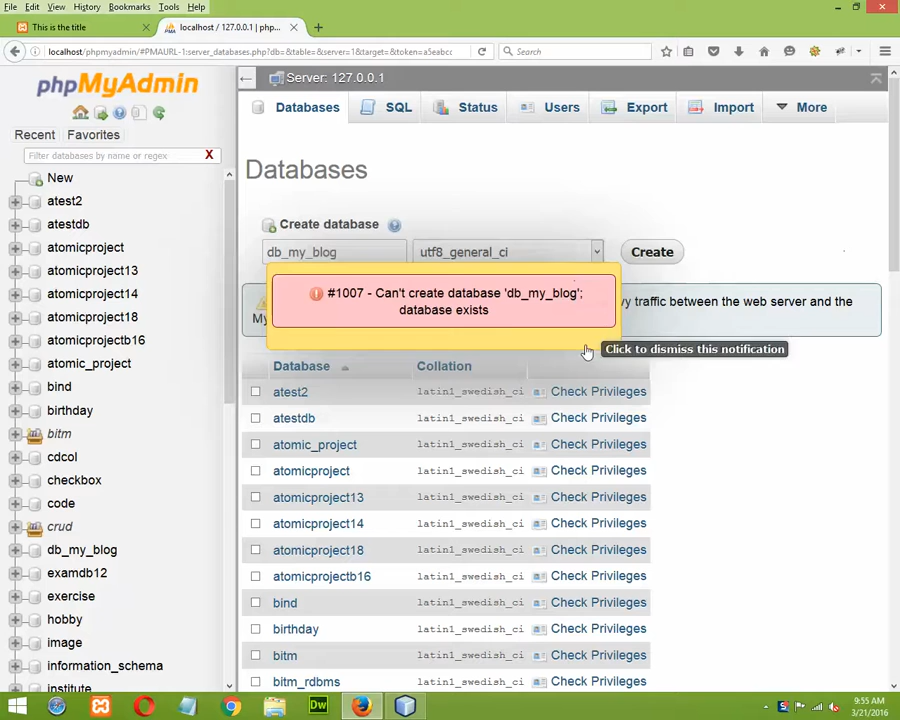 File Edit View History Bookmarks Tools Help
This is the title
localhost / 127.0.0.1 | php...
localhost/phpmyadmin/#PMAURL-1:server_databases.php?db=&table=&server=1&target=&token=a5eabcc
Search
phpMyAdmin
Server: 127.0.0.1
Databases SQL Status Users Export Import More
Recent Favorites
Filter databases by name or regex X
New
atest2
atestdb
atomicproject
atomicproject13
atomicproject14
atomicproject18
atomicprojectb16
atomic_project
bind
birthday
bitm
cdcol
checkbox
code
crud
db_my_blog
examdb12
exercise
hobby
image
information_schema
institute
Databases
Create database
db_my_blog utf8_general_ci Create
#1007 - Can't create database 'db_my_blog'; database exists
vy traffic between the web server and the
My
Click to dismiss this notification
Database Collation
atest2 latin1_swedish_ci Check Privileges
atestdb latin1_swedish_ci Check Privileges
atomic_project latin1_swedish_ci Check Privileges
atomicproject latin1_swedish_ci Check Privileges
atomicproject13 latin1_swedish_ci Check Privileges
atomicproject14 latin1_swedish_ci Check Privileges
atomicproject18 latin1_swedish_ci Check Privileges
atomicprojectb16 latin1_swedish_ci Check Privileges
bind latin1_swedish_ci Check Privileges
birthday latin1_swedish_ci Check Privileges
bitm latin1_swedish_ci Check Privileges
bitm_rdbms latin1_swedish_ci Check Privileges
Dw
9:55 AM
3/21/2016